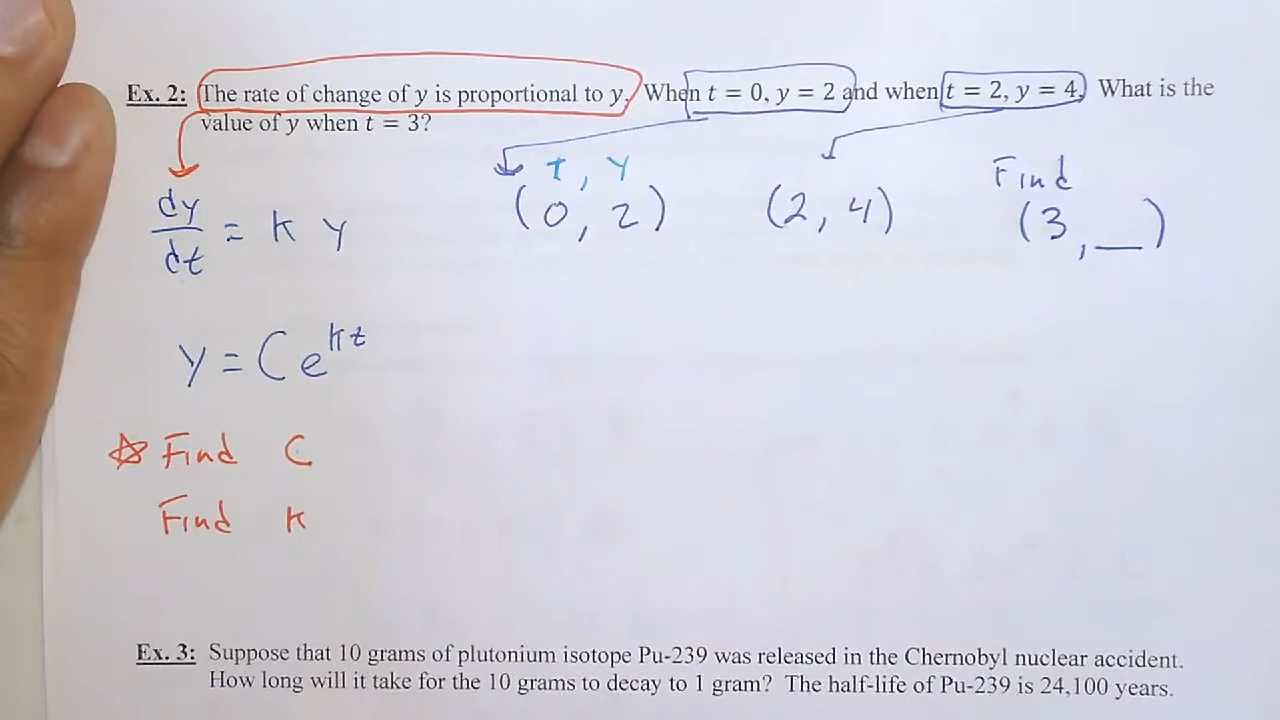 Ex. 2: The rate of change of y is proportional to y. When t = 0, y = 2 and when t = 2, y = 4. What is the
value of y when t = 3?
T, Y
Find
dy/dt = K Y
(0, 2)
(2, 4)
(3, __)
y = Ce^kt
☆ Find C
Find K
Ex. 3: Suppose that 10 grams of plutonium isotope Pu-239 was released in the Chernobyl nuclear accident.
How long will it take for the 10 grams to decay to 1 gram? The half-life of Pu-239 is 24,100 years.